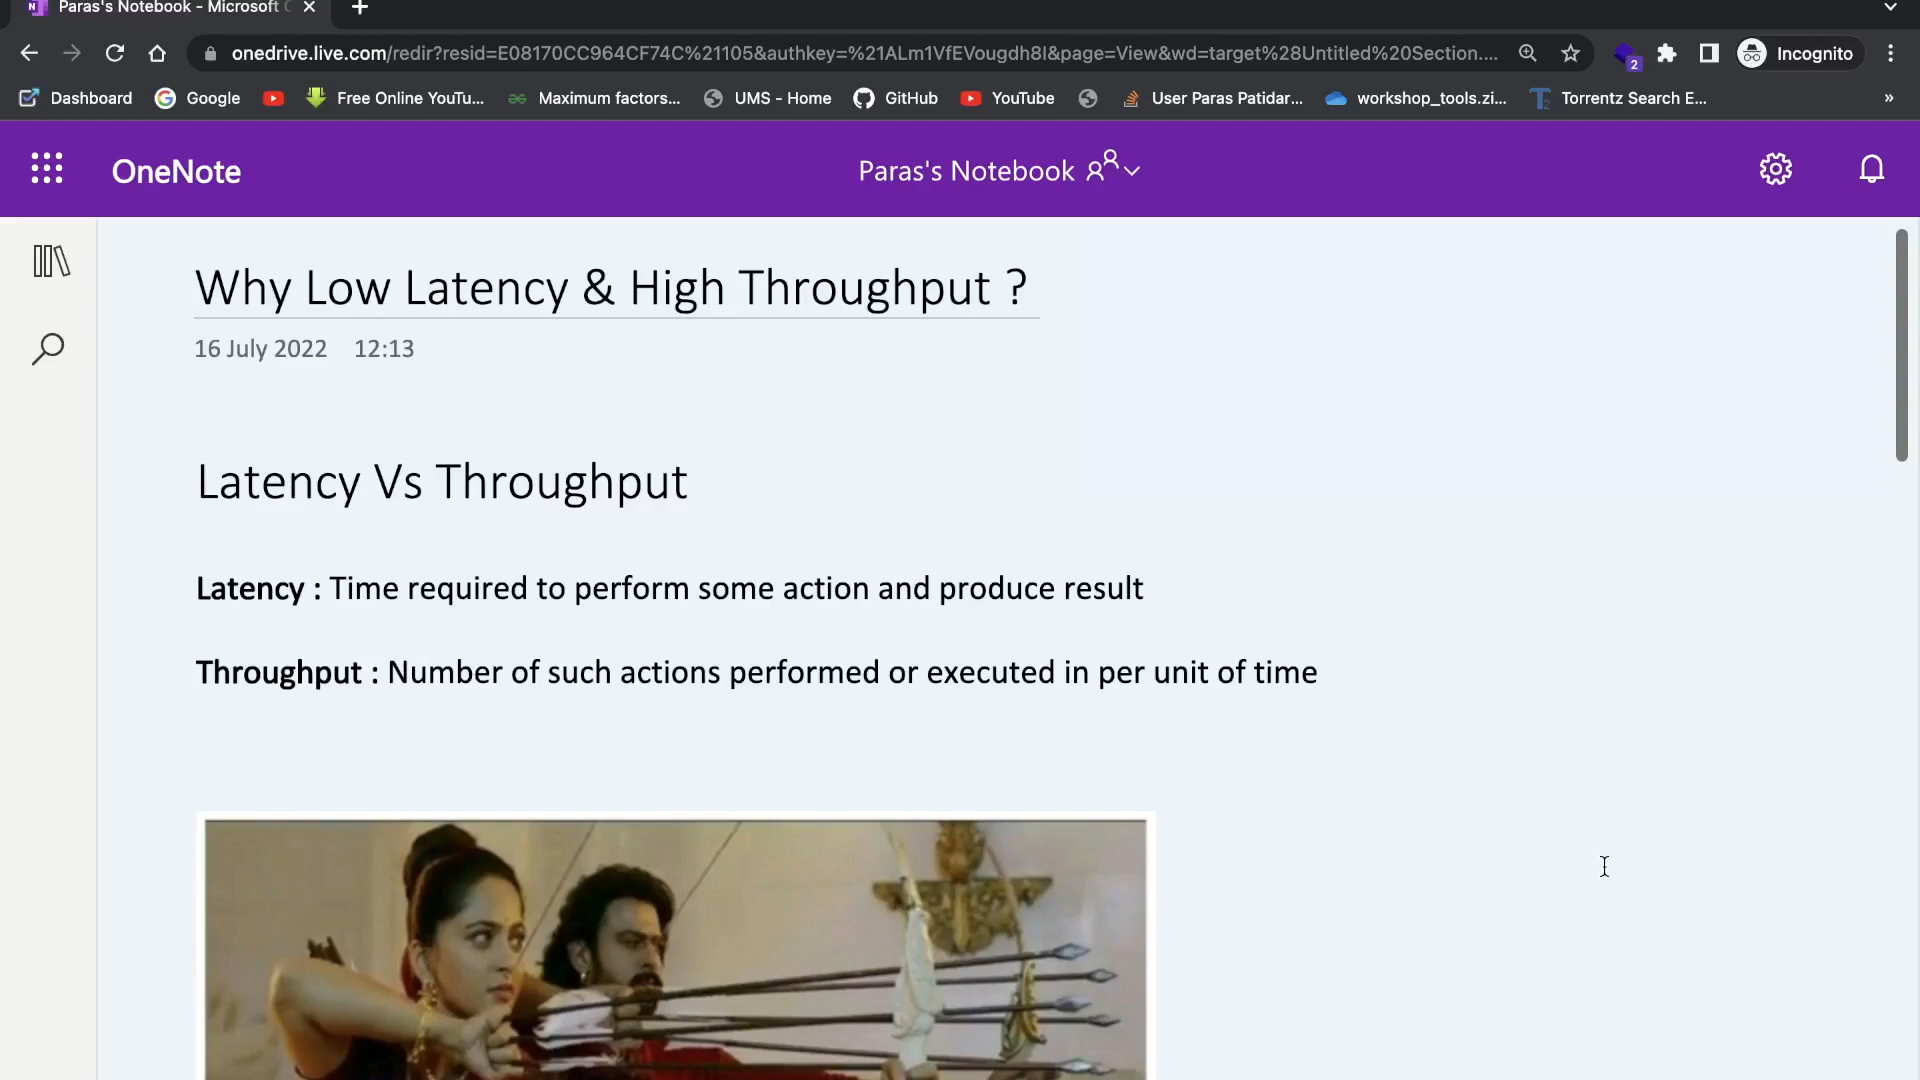 Paras's Notebook - Microsoft
onedrive.live.com/redir?resid=E08170CC964CF74C%21105&authkey=%21ALm1VfEVougdh8I&page=View&wd=target%28Untitled%20Section....
2
Incognito
Dashboard Google Free Online YouTu... Maximum factors... UMS - Home GitHub YouTube User Paras Patidar... workshop_tools.zi... Torrentz Search E... »
OneNote Paras's Notebook
Why Low Latency & High Throughput ?
16 July 2022 12:13
Latency Vs Throughput
Latency : Time required to perform some action and produce result
Throughput : Number of such actions performed or executed in per unit of time